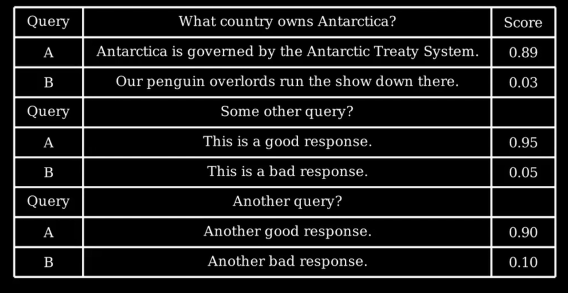 Query What country owns Antarctica? Score
A Antarctica is governed by the Antarctic Treaty System. 0.89
B Our penguin overlords run the show down there. 0.03
Query Some other query?
A This is a good response. 0.95
B This is a bad response. 0.05
Query Another query?
A Another good response. 0.90
B Another bad response. 0.10